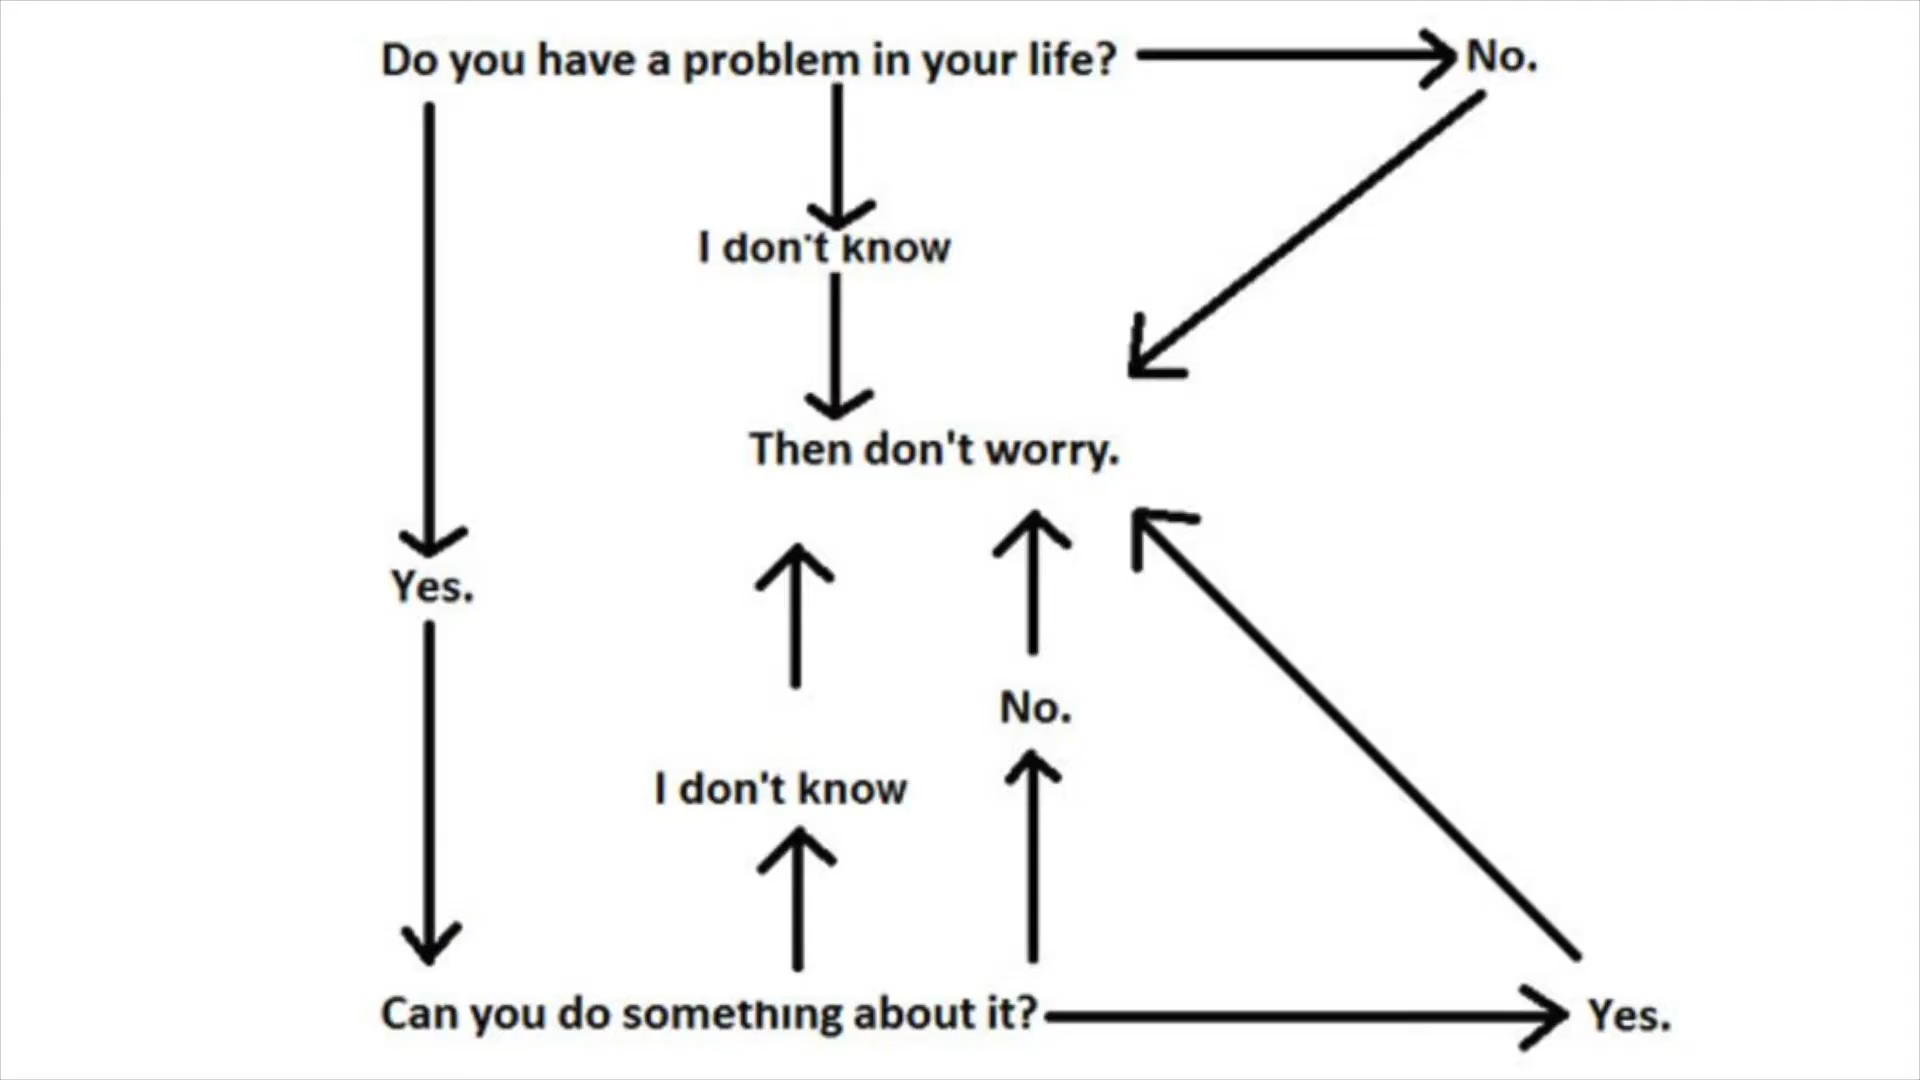 Do you have a problem in your life?
No.
I don't know
Then don't worry.
Yes.
No.
I don't know
Can you do something about it?
Yes.